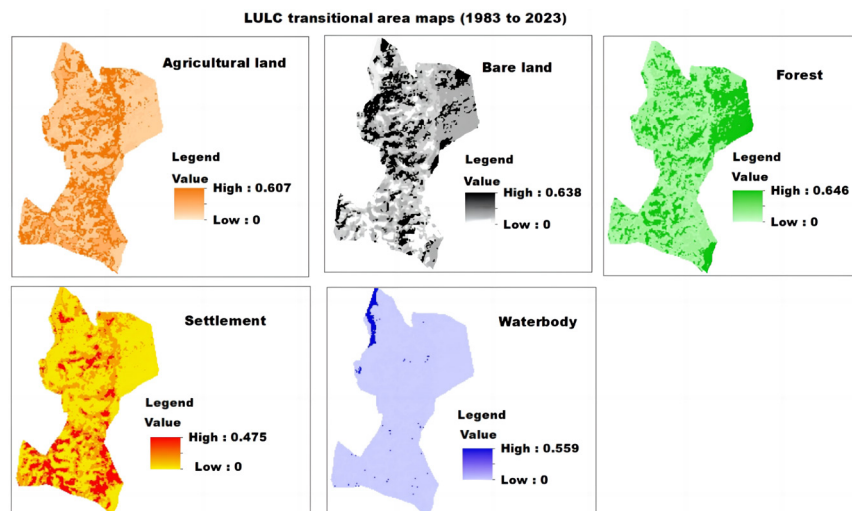 LULC transitional area maps (1983 to 2023)
Agricultural land
Legend
Value
High : 0.607
Low : 0
Bare land
Legend
Value
High : 0.638
Low : 0
Forest
Legend
Value
High : 0.646
Low : 0
Settlement
Legend
Value
High : 0.475
Low : 0
Waterbody
Legend
Value
High : 0.559
Low : 0